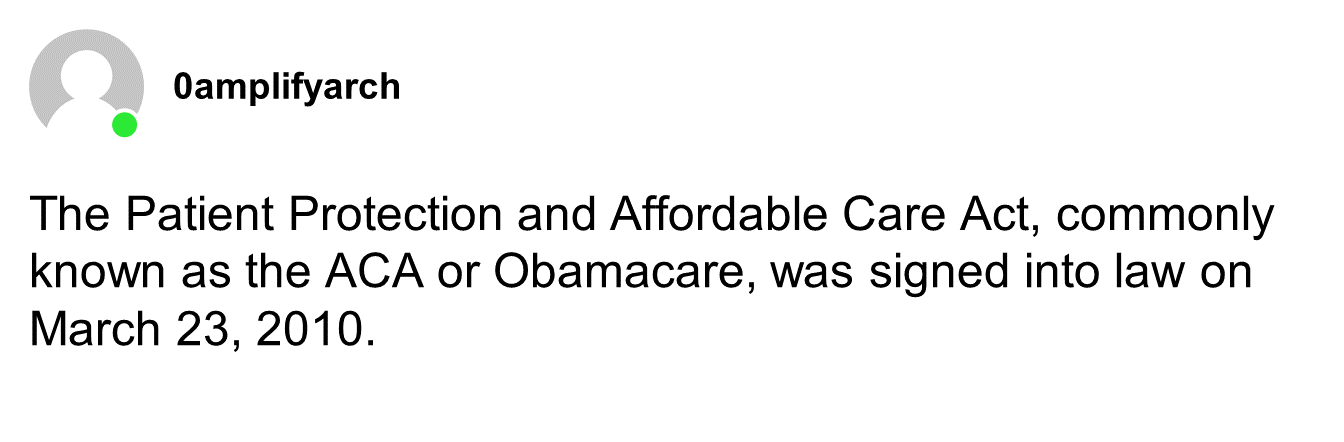 0amplifyarch
The Patient Protection and Affordable Care Act, commonly
known as the ACA or Obamacare, was signed into law on
March 23, 2010.